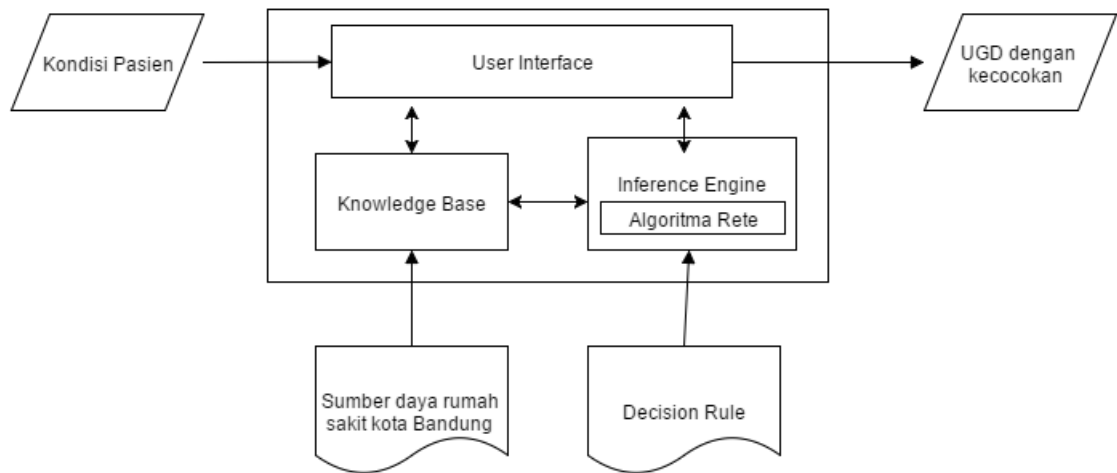 Kondisi Pasien
User Interface
UGD dengan
kecocokan
Knowledge Base
Inference Engine
Algoritma Rete
Sumber daya rumah
sakit kota Bandung
Decision Rule